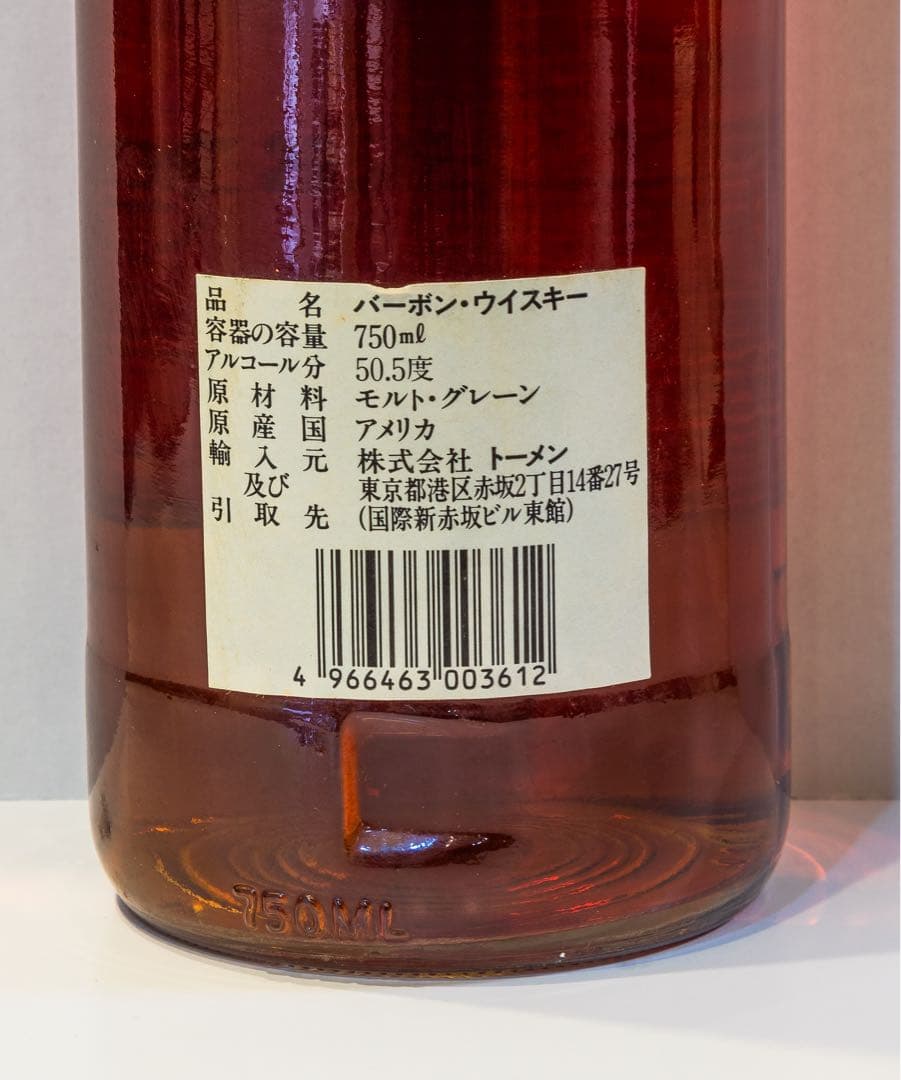 品名 バーボン・ウイスキー
容器の容量 750mℓ
アルコール分 50.5度
原材料 モルト・グレーン
原産国 アメリカ
輸入元 株式会社 トーメン
及び 東京都港区赤坂2丁目14番27号
引取先 (国際新赤坂ビル東館)
4 966463 003612
750ML